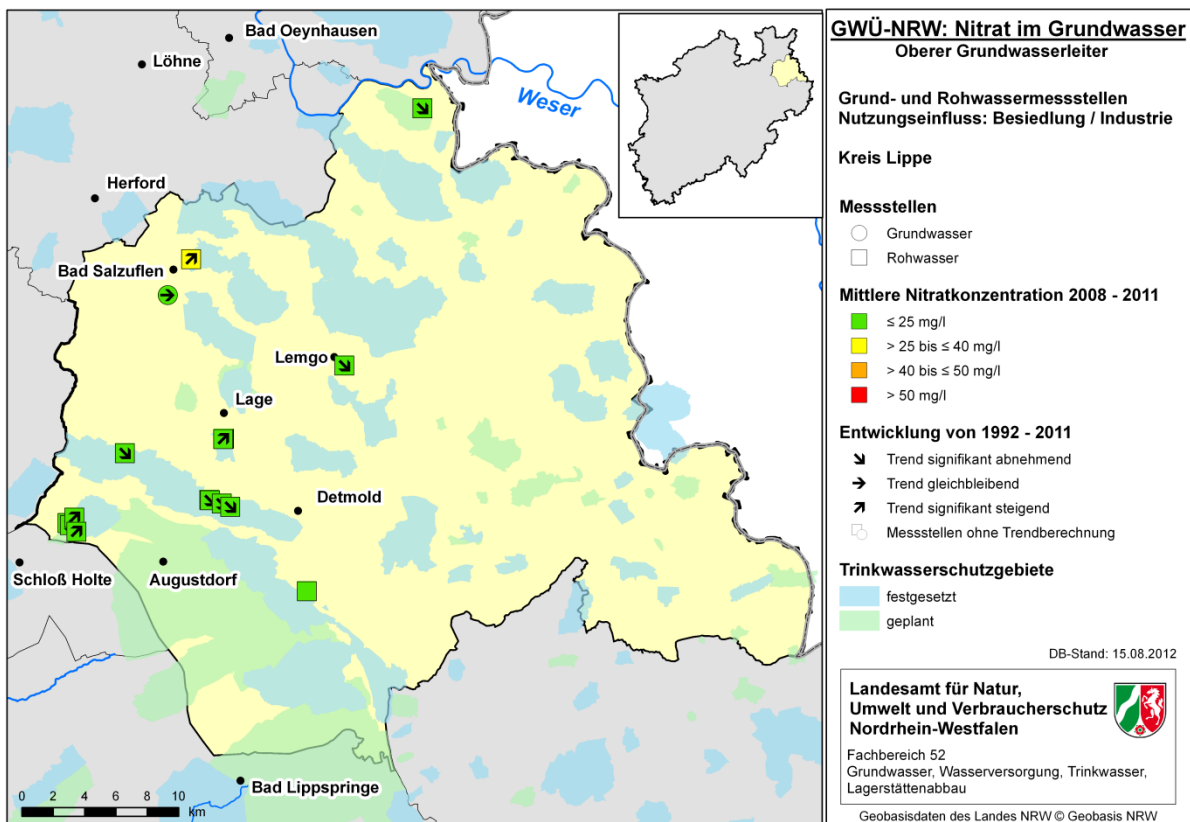 Bad Oeynhausen
Löhne
Weser
Herford
Bad Salzuflen
Lemgo
Lage
Detmold
Schloß Holte
Augustdorf
Bad Lippspringe
0 2 4 6 8 10
km
GWÜ-NRW: Nitrat im Grundwasser
Oberer Grundwasserleiter
Grund- und Rohwassermessstellen
Nutzungseinfluss: Besiedlung / Industrie
Kreis Lippe
Messstellen
Grundwasser
Rohwasser
Mittlere Nitratkonzentration 2008 - 2011
≤ 25 mg/l
> 25 bis ≤ 40 mg/l
> 40 bis ≤ 50 mg/l
> 50 mg/l
Entwicklung von 1992 - 2011
Trend signifikant abnehmend
Trend gleichbleibend
Trend signifikant steigend
Messstellen ohne Trendberechnung
Trinkwasserschutzgebiete
festgesetzt
geplant
DB-Stand: 15.08.2012
Landesamt für Natur,
Umwelt und Verbraucherschutz
Nordrhein-Westfalen
Fachbereich 52
Grundwasser, Wasserversorgung, Trinkwasser,
Lagerstättenabbau
Geobasisdaten des Landes NRW © Geobasis NRW